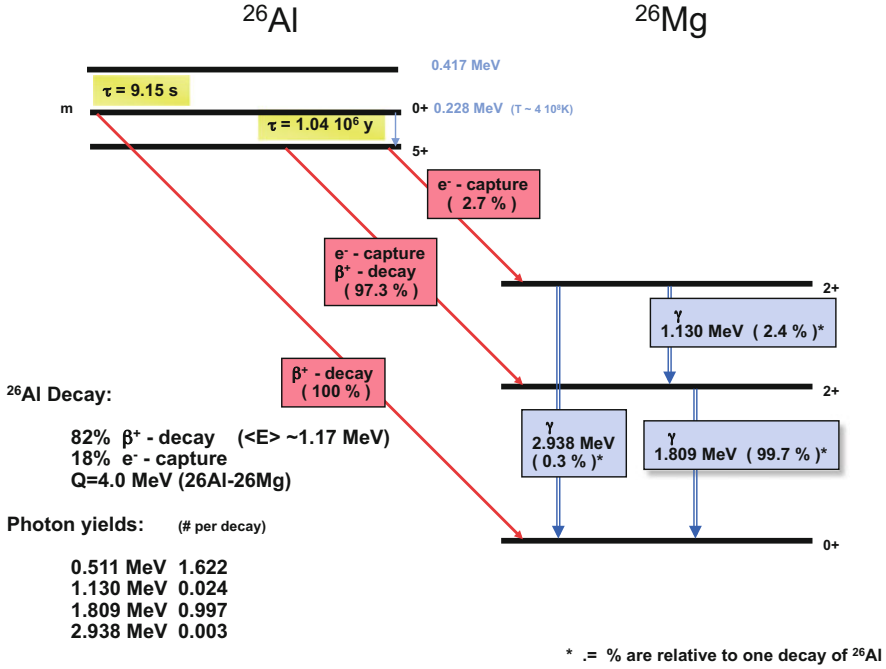 ²⁶Al
²⁶Mg
0.417 MeV
τ = 9.15 s
m
0+ 0.228 MeV (T ~ 4 10⁸K)
τ = 1.04 10⁶ y
5+
e⁻ - capture
( 2.7 % )
e⁻ - capture
β⁺ - decay
( 97.3 % )
2+
γ
1.130 MeV ( 2.4 % )*
β⁺ - decay
( 100 % )
2+
γ
2.938 MeV
( 0.3 % )*
γ
1.809 MeV ( 99.7 % )*
0+
²⁶Al Decay:
82% β⁺ - decay (<E> ~1.17 MeV)
18% e⁻ - capture
Q=4.0 MeV (26Al-26Mg)
Photon yields: (# per decay)
0.511 MeV 1.622
1.130 MeV 0.024
1.809 MeV 0.997
2.938 MeV 0.003
* .= % are relative to one decay of ²⁶Al